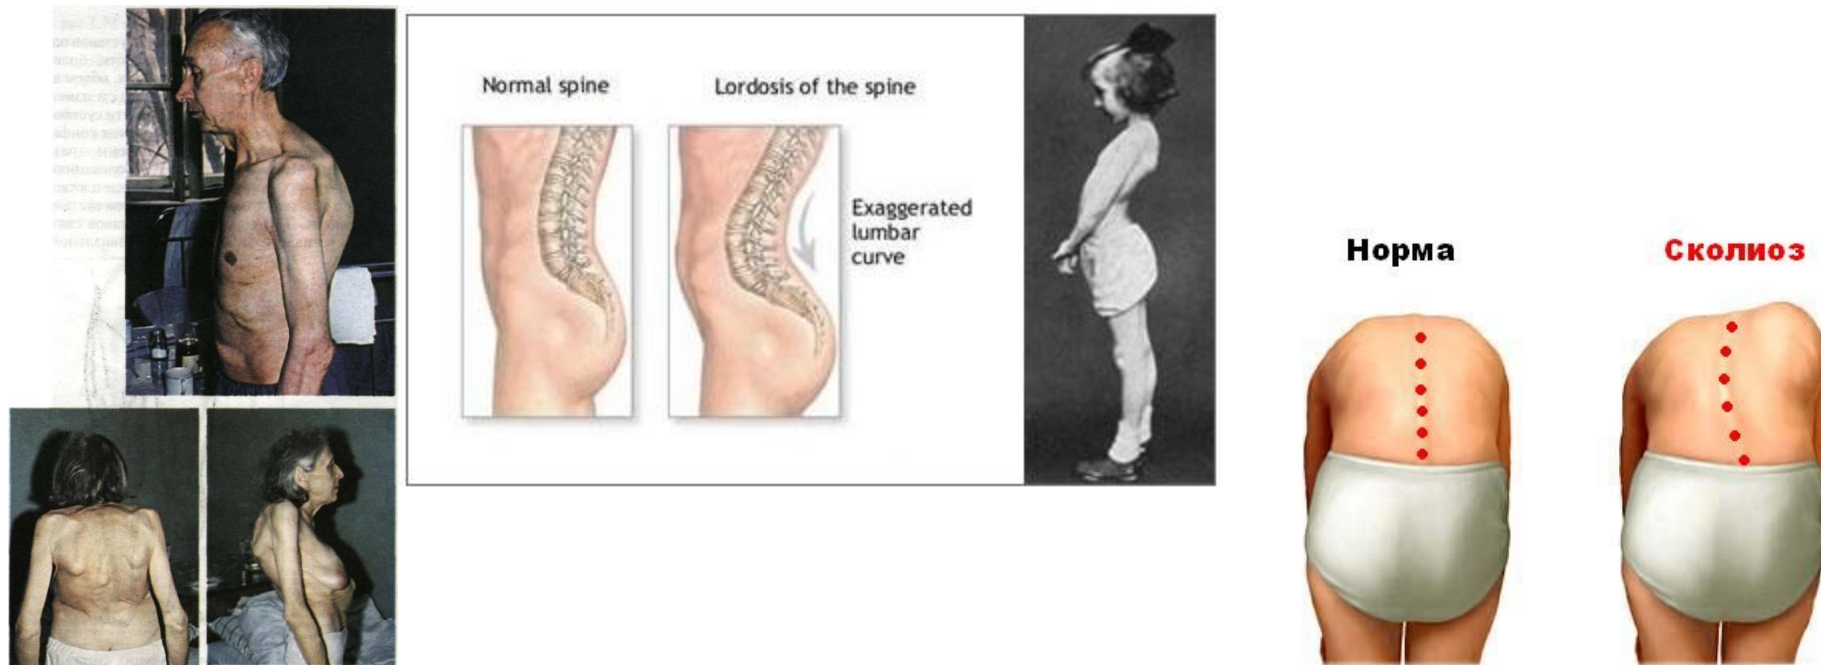 Normal spine
Lordosis of the spine
Exaggerated
lumbar
curve
Норма
Сколиоз